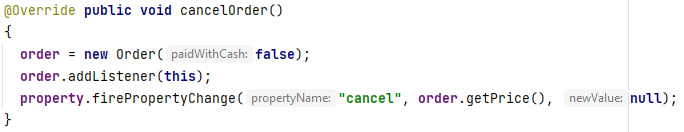 @Override public void cancelOrder()
{
  order = new Order( paidWithCash: false);
  order.addListener(this);
  property.firePropertyChange( propertyName: "cancel", order.getPrice(), newValue: null);
}